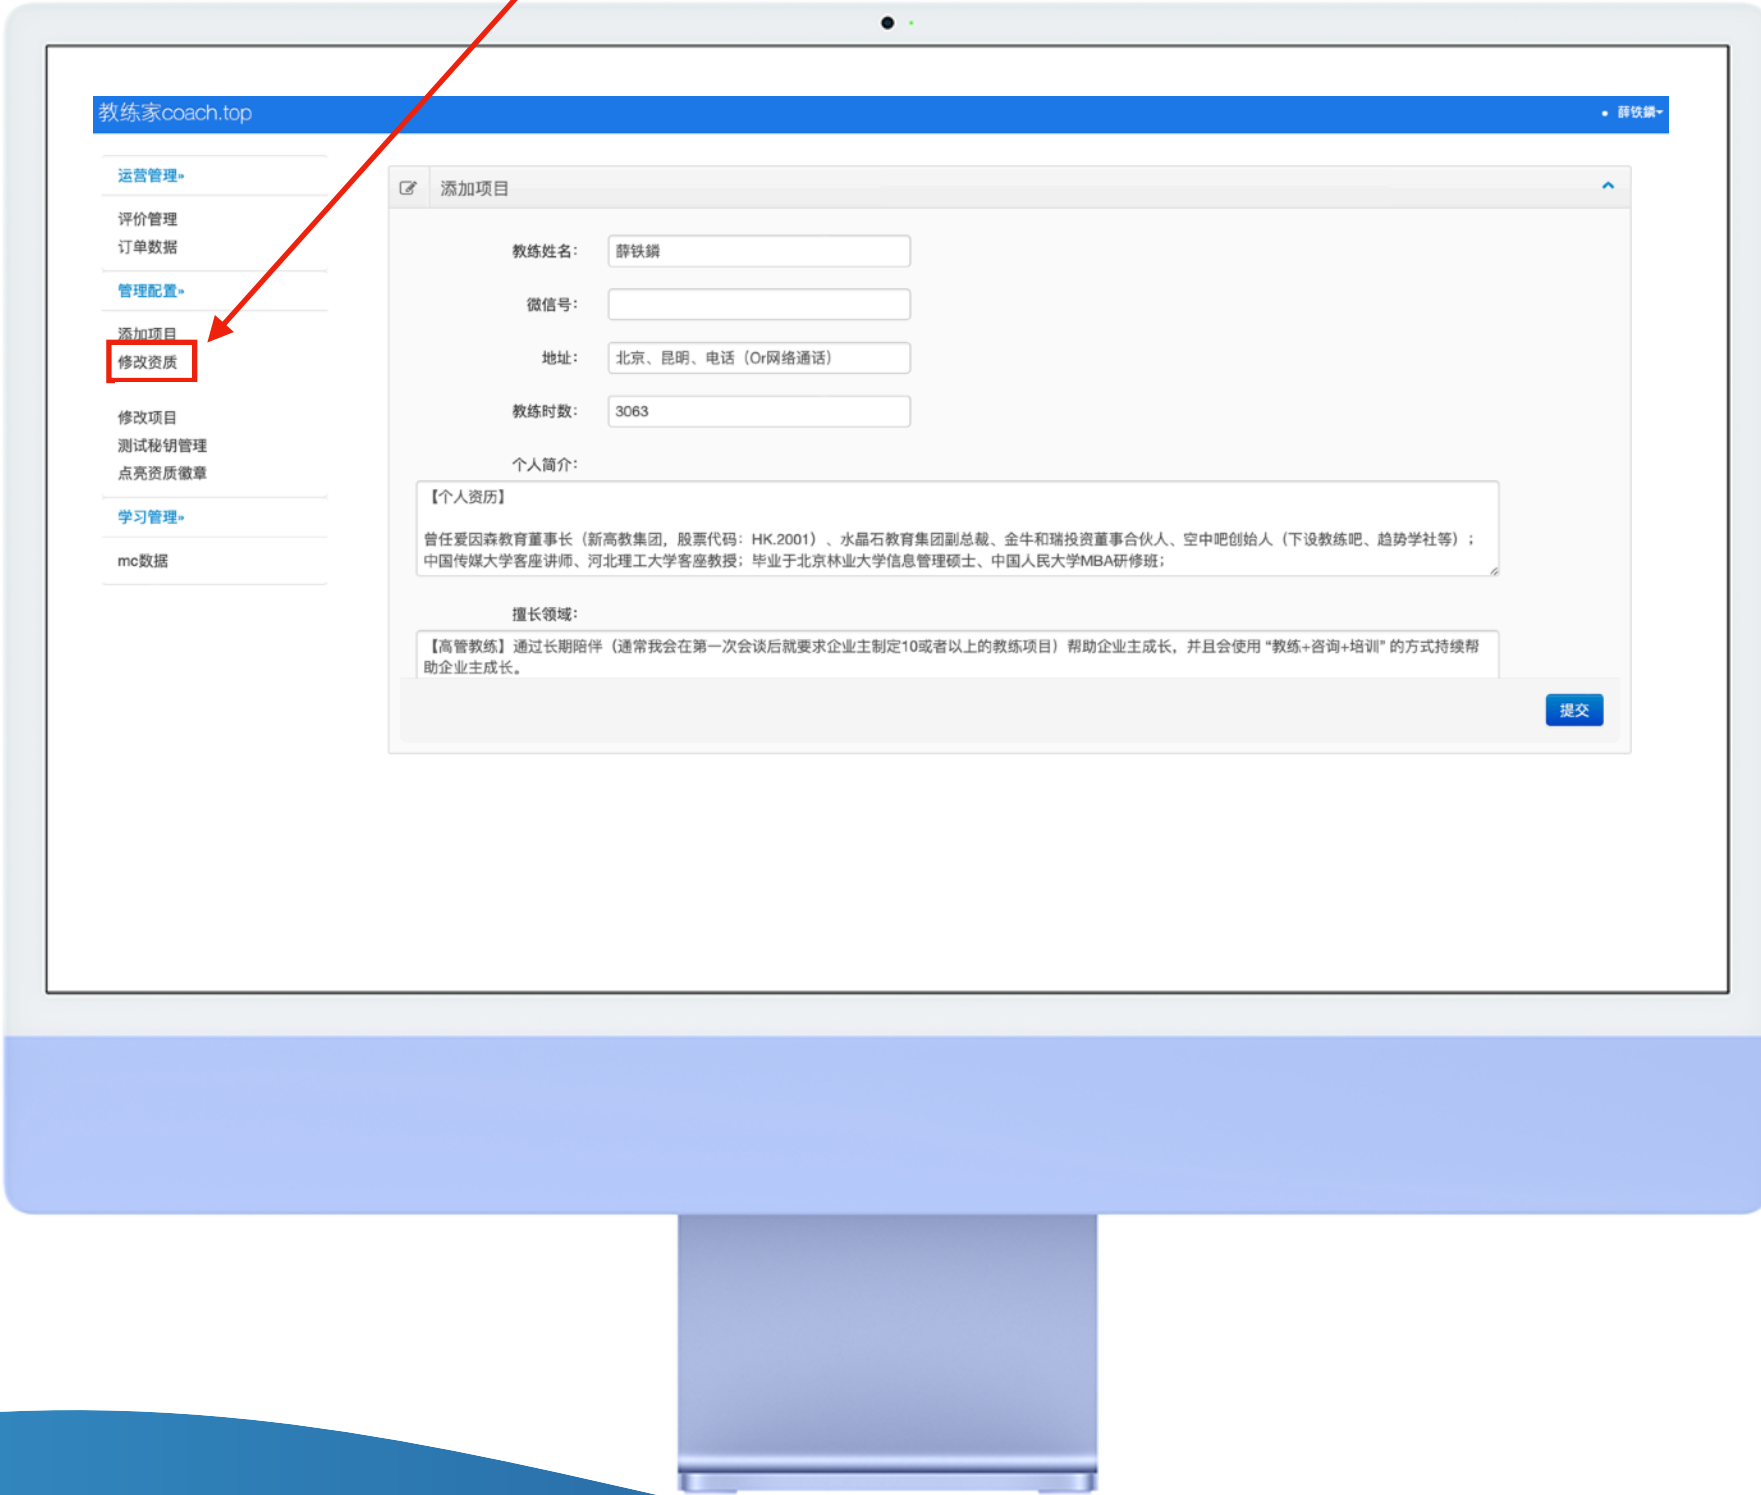 教练家coach.top
薛铁鏻
运营管理»
评价管理
订单数据
管理配置»
添加项目
修改资质
修改项目
测试秘钥管理
点亮资质徽章
学习管理»
mc数据
添加项目
教练姓名：
薛铁鏻
微信号：
地址：
北京、昆明、电话（Or网络通话）
教练时数：
3063
个人简介：
【个人资历】
曾任爱因森教育董事长（新高教集团，股票代码：HK.2001）、水晶石教育集团副总裁、金牛和瑞投资董事合伙人、空中吧创始人（下设教练吧、趋势学社等）；
中国传媒大学客座讲师、河北理工大学客座教授；毕业于北京林业大学信息管理硕士、中国人民大学MBA研修班；
擅长领域：
【高管教练】通过长期陪伴（通常我会在第一次会谈后就要求企业主制定10或者以上的教练项目）帮助企业主成长，并且会使用 “教练+咨询+培训” 的方式持续帮
助企业主成长。
提交